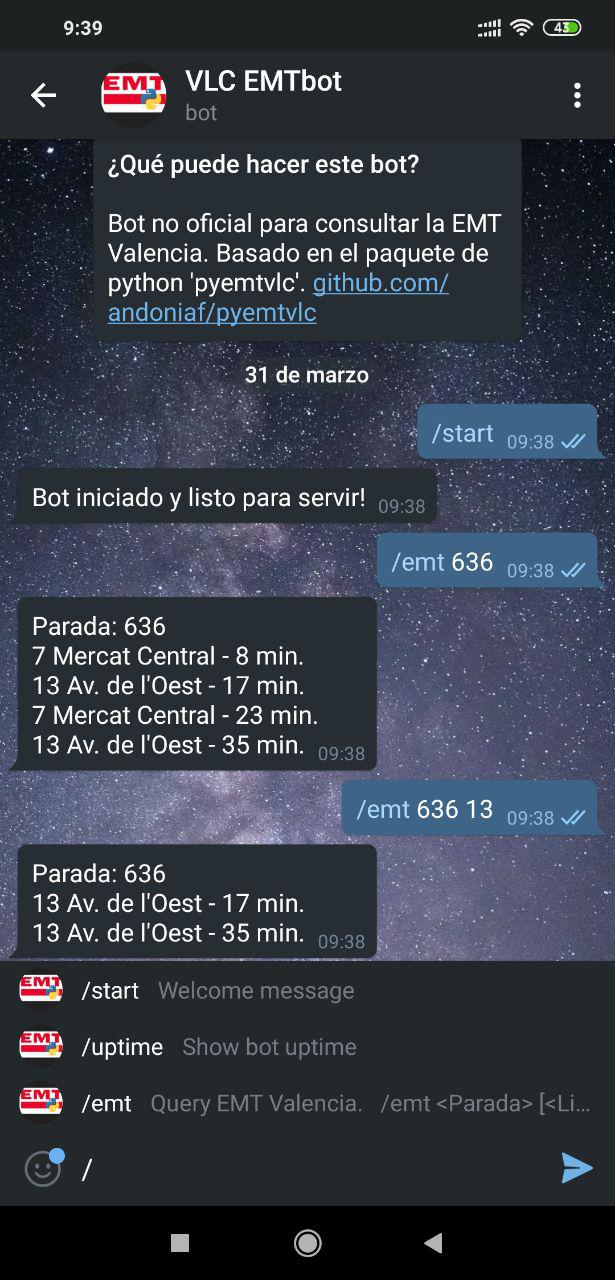 9:39
43
EMT
VLC EMTbot
bot
¿Qué puede hacer este bot?
Bot no oficial para consultar la EMT
Valencia. Basado en el paquete de
python 'pyemtvlc'. github.com/
andoniaf/pyemtvlc
31 de marzo
/start 09:38
Bot iniciado y listo para servir! 09:38
/emt 636 09:38
Parada: 636
7 Mercat Central - 8 min.
13 Av. de l'Oest - 17 min.
7 Mercat Central - 23 min.
13 Av. de l'Oest - 35 min. 09:38
/emt 636 13 09:38
Parada: 636
13 Av. de l'Oest - 17 min.
13 Av. de l'Oest - 35 min. 09:38
EMT /start Welcome message
EMT /uptime Show bot uptime
EMT /emt Query EMT Valencia. /emt <Parada> [<Li...
/